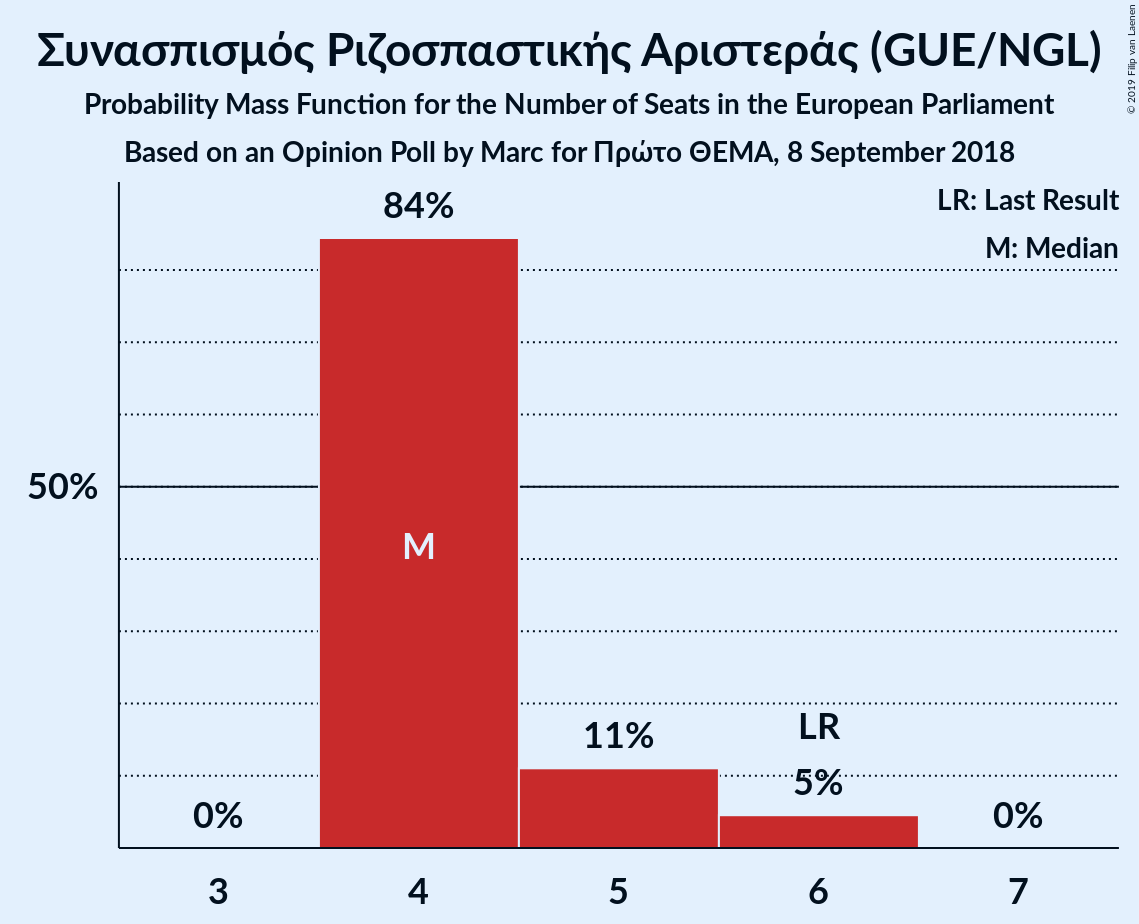 Συνασπισμός Ριζοσπαστικής Αριστεράς (GUE/NGL)
Probability Mass Function for the Number of Seats in the European Parliament
Based on an Opinion Poll by Marc for Πρώτο ΘΕΜΑ, 8 September 2018
© 2019 Filip van Laenen
LR: Last Result
M: Median
84%
50%
M
11%
LR
5%
0%
0%
3
4
5
6
7